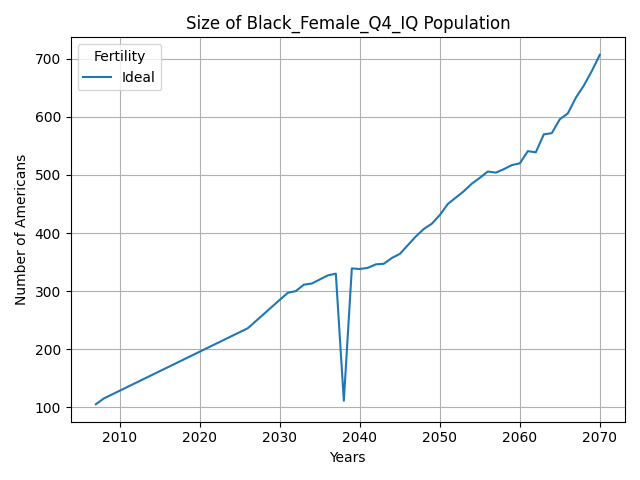 Size of Black_Female_Q4_IQ Population
Fertility
Ideal
Number of Americans
700
600
500
400
300
200
100
2010 2020 2030 2040 2050 2060 2070
Years